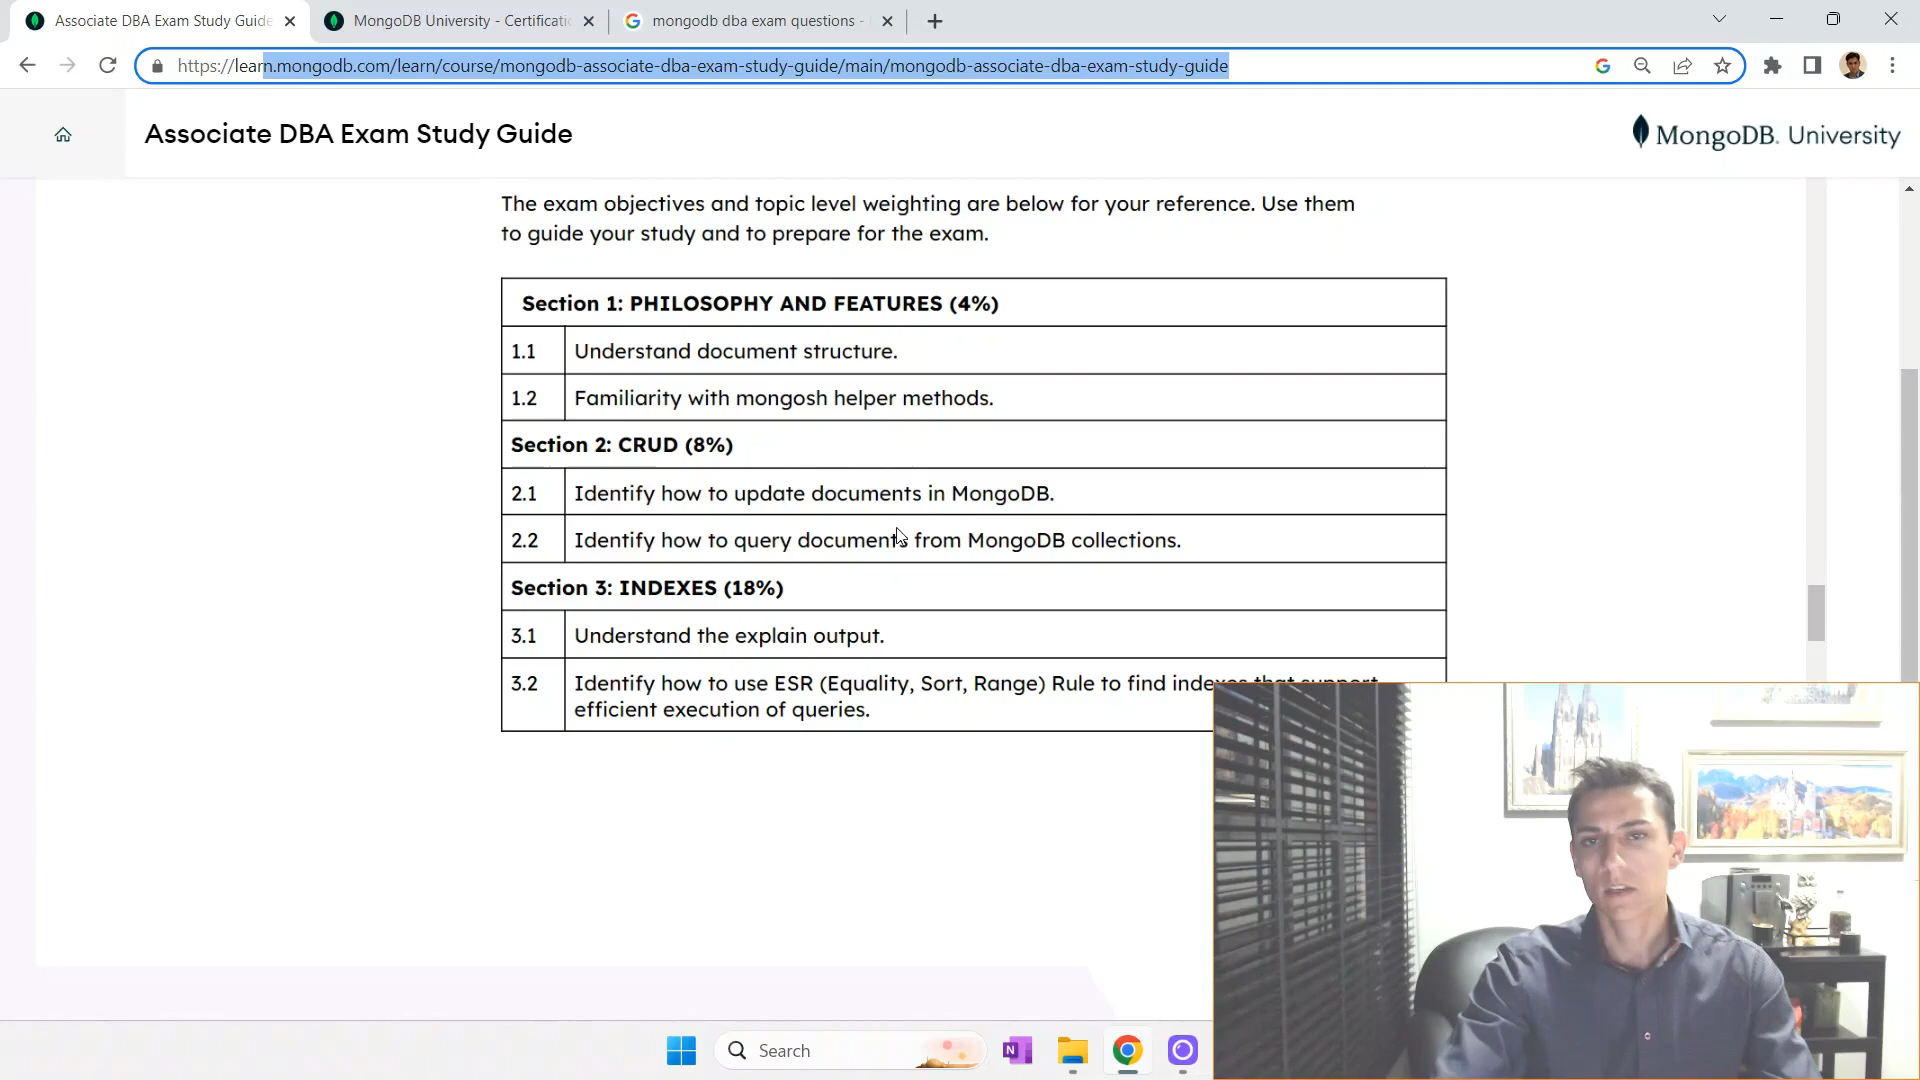 Associate DBA Exam Study Guide
MongoDB University - Certificati
mongodb dba exam questions -
https://learn.mongodb.com/learn/course/mongodb-associate-dba-exam-study-guide/main/mongodb-associate-dba-exam-study-guide
Associate DBA Exam Study Guide
MongoDB. University
The exam objectives and topic level weighting are below for your reference. Use them
to guide your study and to prepare for the exam.
Section 1: PHILOSOPHY AND FEATURES (4%)
1.1 Understand document structure.
1.2 Familiarity with mongosh helper methods.
Section 2: CRUD (8%)
2.1 Identify how to update documents in MongoDB.
2.2 Identify how to query documents from MongoDB collections.
Section 3: INDEXES (18%)
3.1 Understand the explain output.
3.2 Identify how to use ESR (Equality, Sort, Range) Rule to find indexes that support
efficient execution of queries.
Search